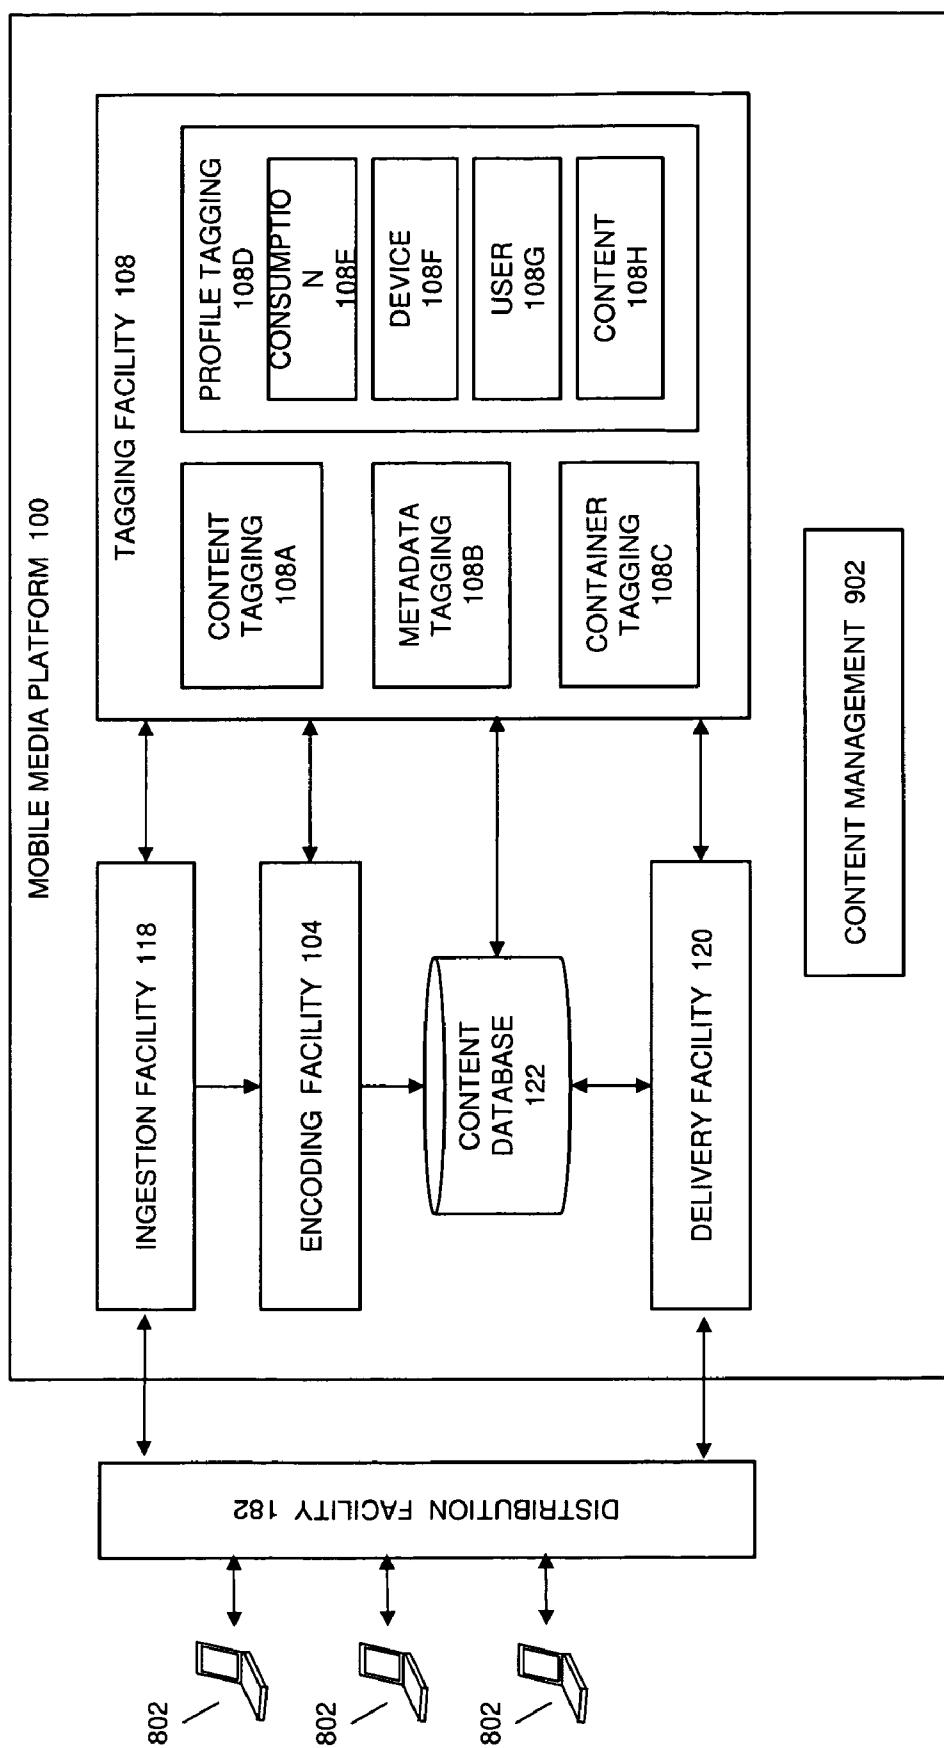 MOBILE MEDIA PLATFORM 100
TAGGING FACILITY 108
PROFILE TAGGING
108D
CONSUMPTIO
N 108E
DEVICE
108F
USER
108G
CONTENT
108H
CONTENT
TAGGING
108A
METADATA
TAGGING
108B
CONTAINER
TAGGING
108C
INGESTION FACILITY 118
ENCODING FACILITY 104
CONTENT
DATABASE
122
DELIVERY FACILITY 120
CONTENT MANAGEMENT 902
DISTRIBUTION FACILITY 182
802
802
802